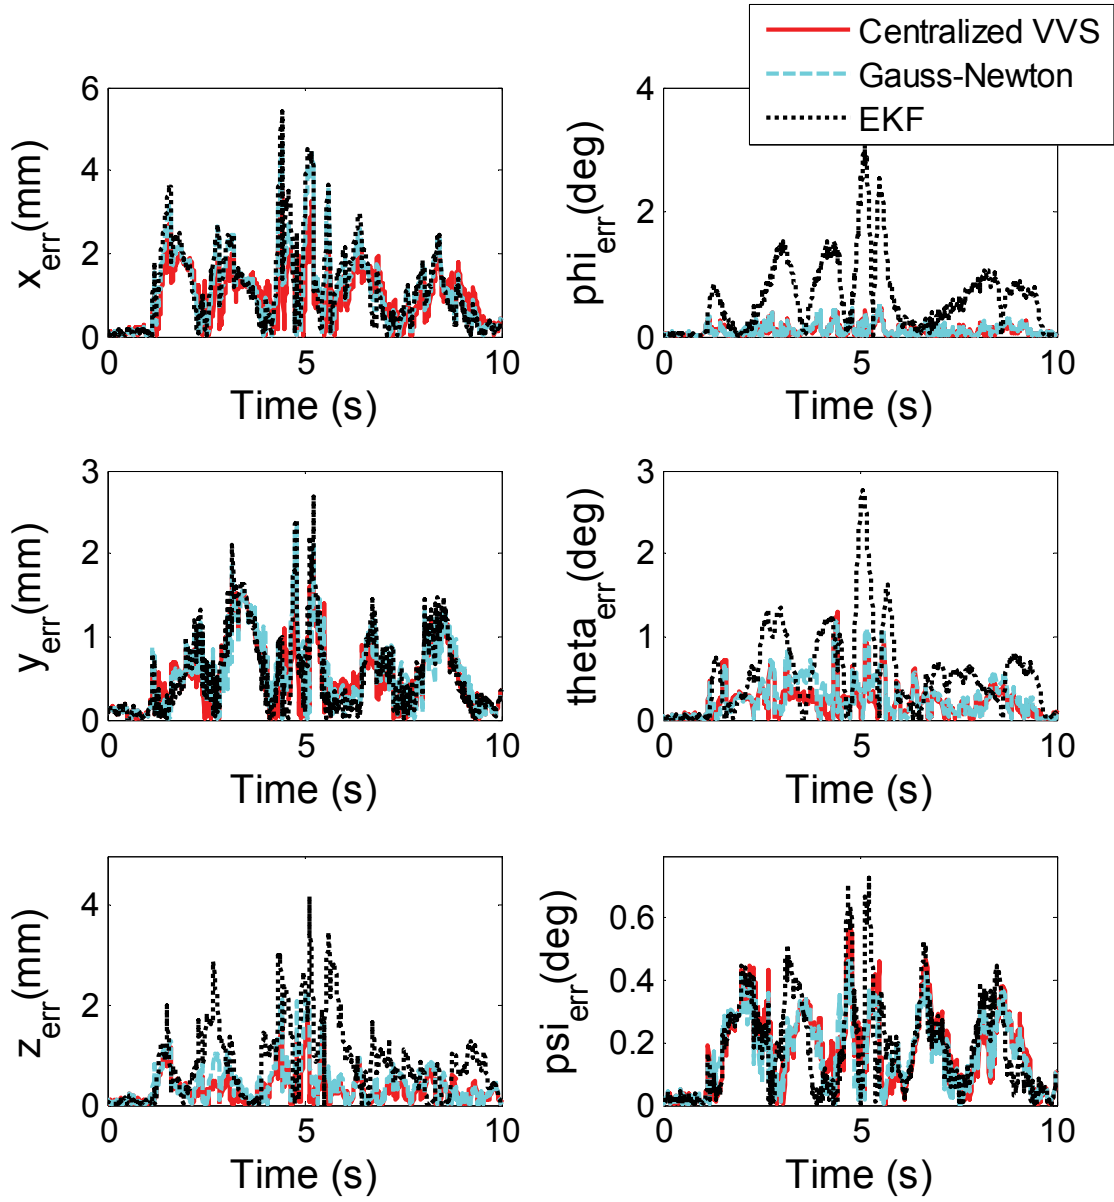 Centralized VVS
Gauss-Newton
EKF
6
4
2
0
x_err(mm)
0 5 10
Time (s)
4
2
0
phi_err(deg)
0 5 10
Time (s)
3
2
1
0
y_err(mm)
0 5 10
Time (s)
3
2
1
0
theta_err(deg)
0 5 10
Time (s)
4
2
0
z_err(mm)
0 5 10
Time (s)
0.6
0.4
0.2
0
psi_err(deg)
0 5 10
Time (s)